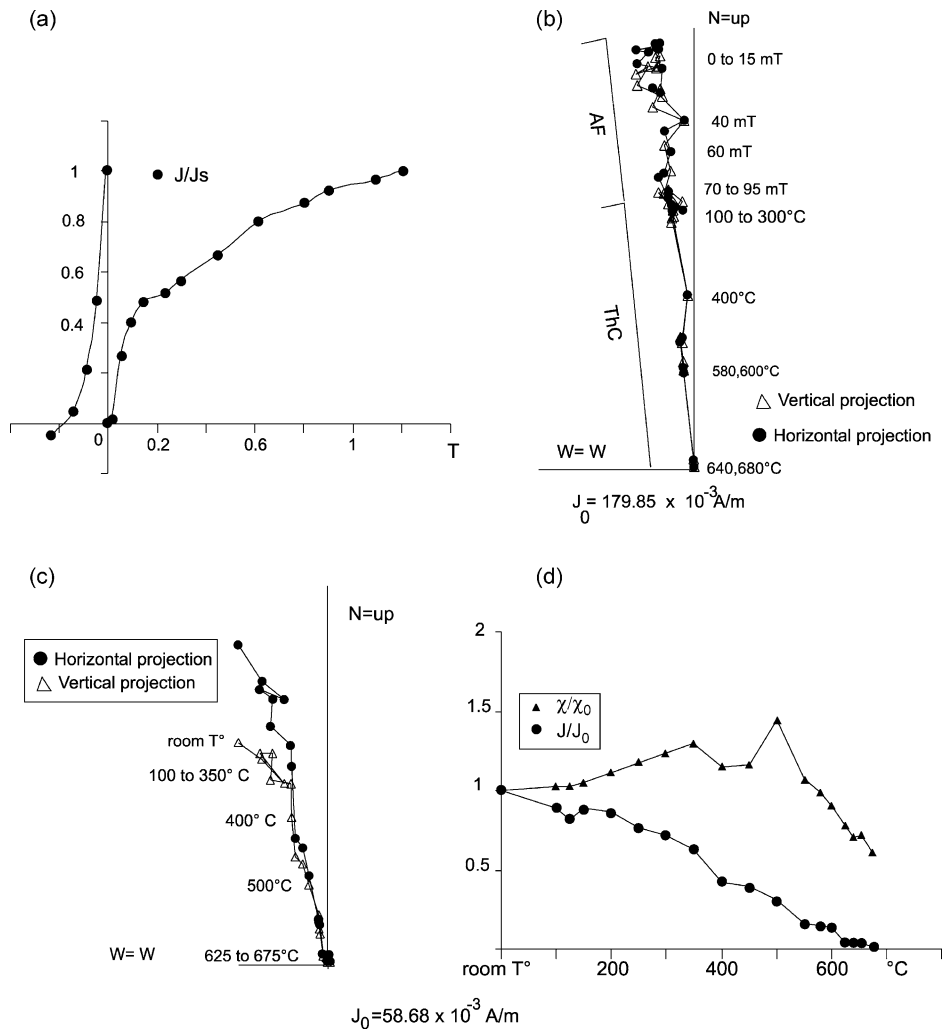 (a)
1
J/Js
0.8
0.6
0.4
0
0.2
0.6
1
T
(b)
N=up
0 to 15 mT
AF
40 mT
60 mT
70 to 95 mT
100 to 300°C
ThC
400°C
580,600°C
Vertical projection
Horizontal projection
W= W
640,680°C
J0 = 179.85 x 10-3 A/m
(c)
N=up
Horizontal projection
Vertical projection
room T°
100 to 350° C
400° C
500°C
W= W
625 to 675°C
J0=58.68 x 10-3 A/m
(d)
2
1.5
χ/χ0
J/J0
1
0.5
room T°
200
400
600
°C